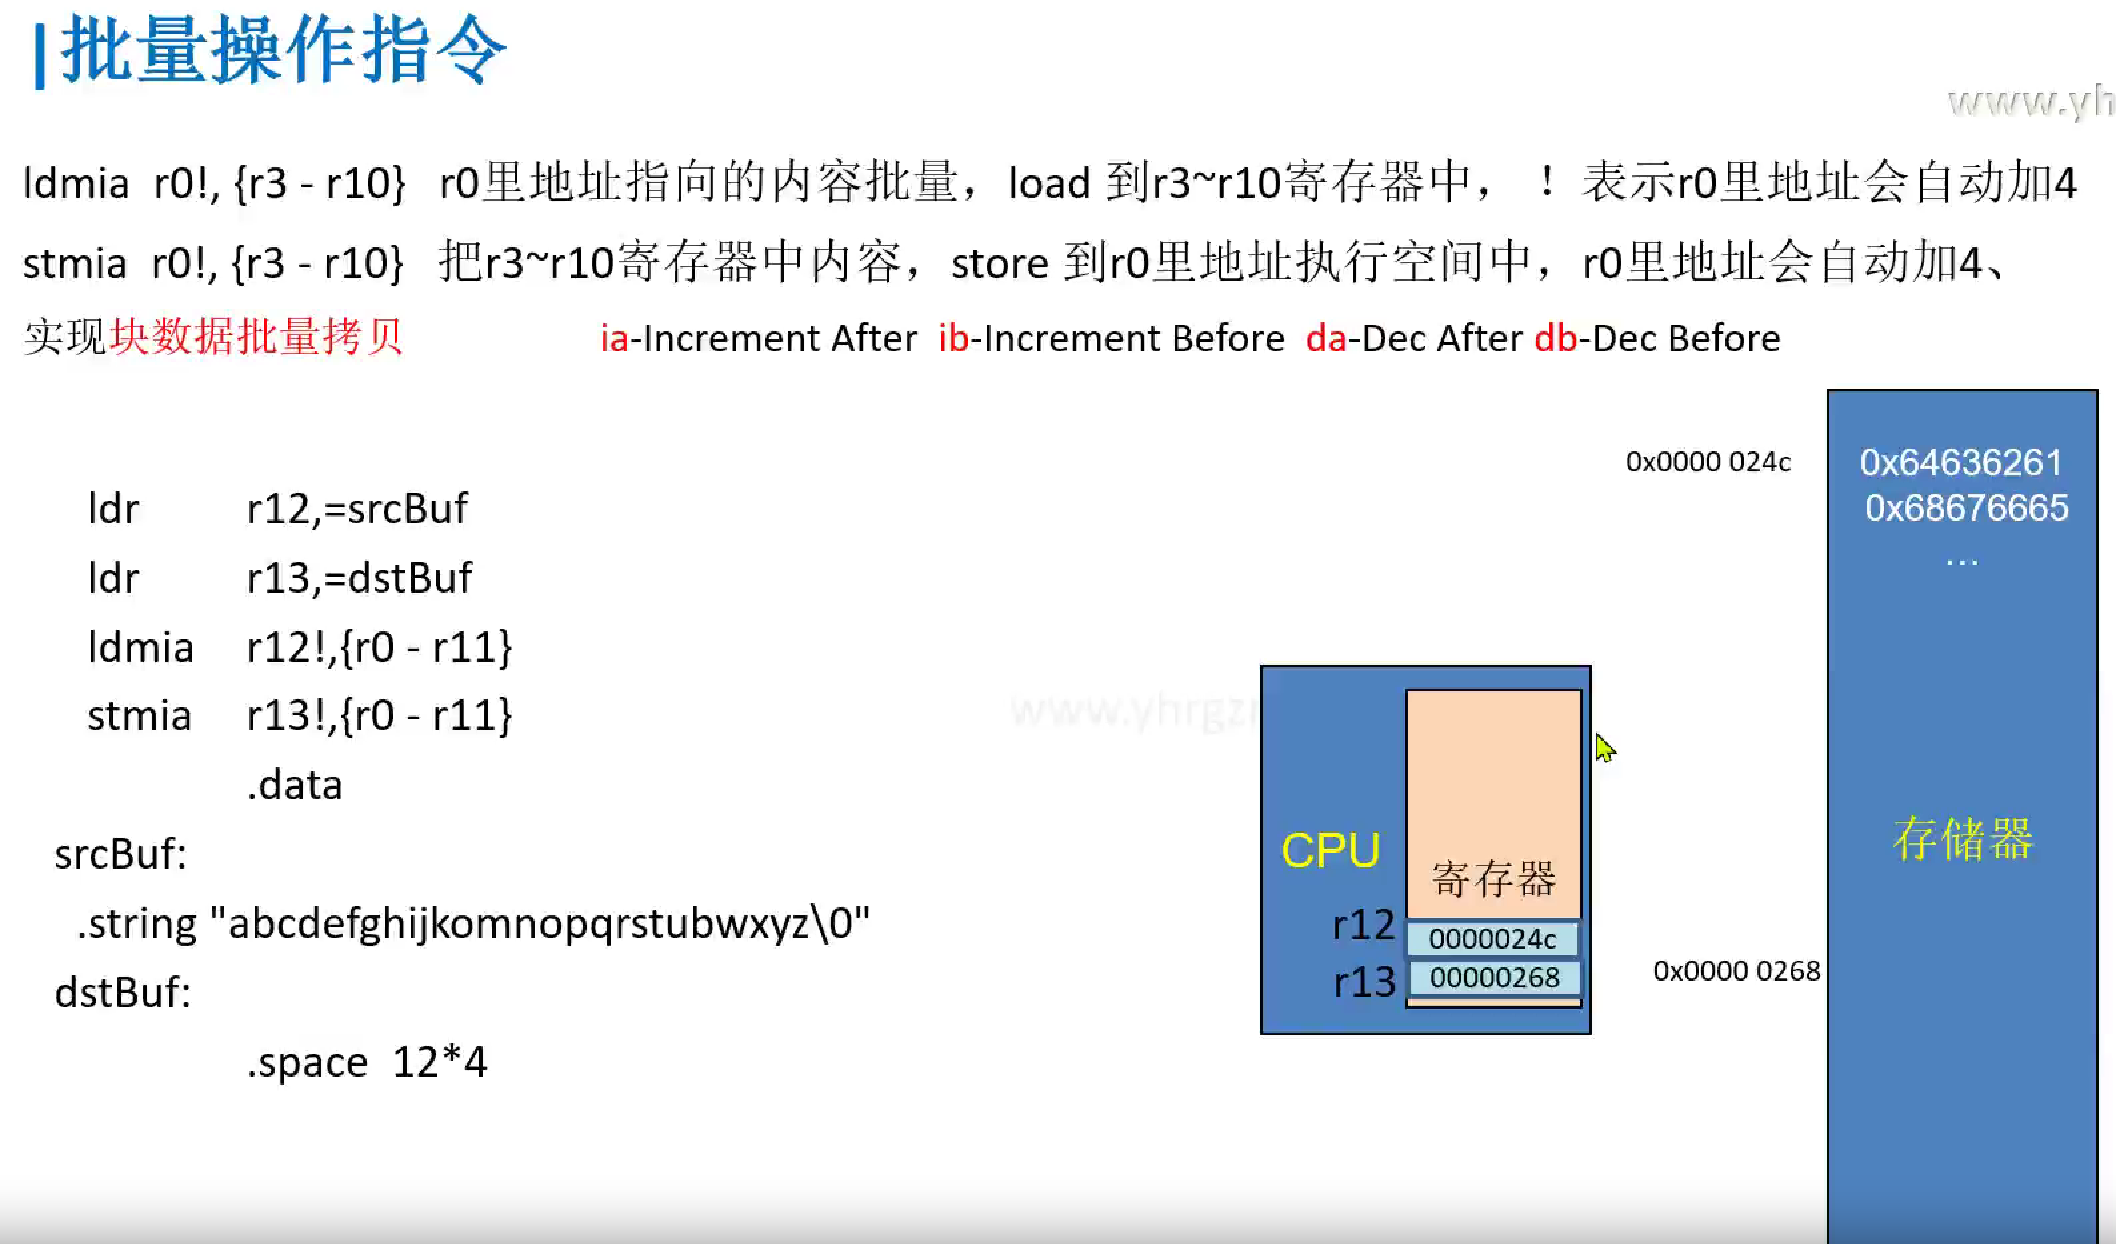 批量操作指令
www.yh
ldmia r0!, {r3 - r10} r0里地址指向的内容批量，load 到r3~r10寄存器中，！表示r0里地址会自动加4
stmia r0!, {r3 - r10} 把r3~r10寄存器中内容，store 到r0里地址执行空间中，r0里地址会自动加4、
实现块数据批量拷贝 ia-Increment After ib-Increment Before da-Dec After db-Dec Before
ldr r12,=srcBuf
ldr r13,=dstBuf
ldmia r12!,{r0 - r11}
stmia r13!,{r0 - r11}
.data
srcBuf:
.string "abcdefghijkomnopqrstubwxyz\0"
dstBuf:
.space 12*4
www.yhrgz
CPU
寄存器
r12 0000024c
r13 00000268
0x0000 024c
0x0000 0268
0x64636261
0x68676665
...
存储器